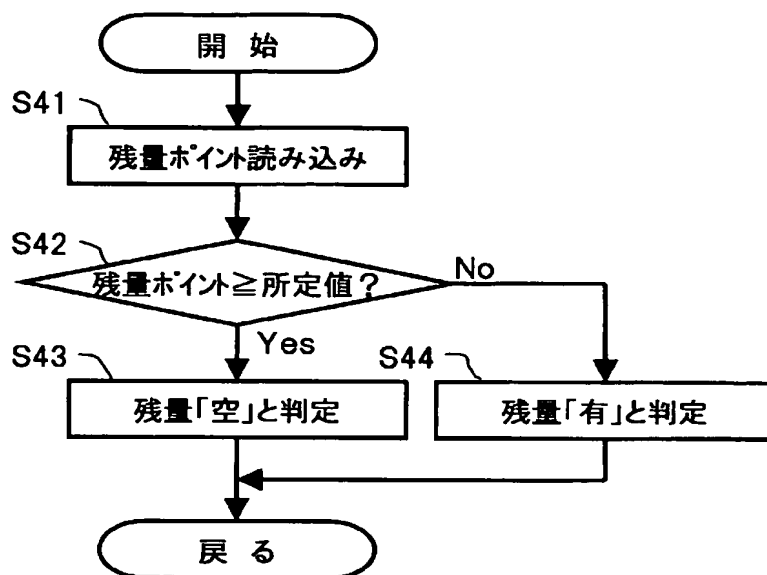 開 始
S41
残量ﾎﾟｲﾝﾄ読み込み
S42
残量ﾎﾟｲﾝﾄ≧所定値？
No
Yes
S43
残量「空」と判定
S44
残量「有」と判定
戻 る